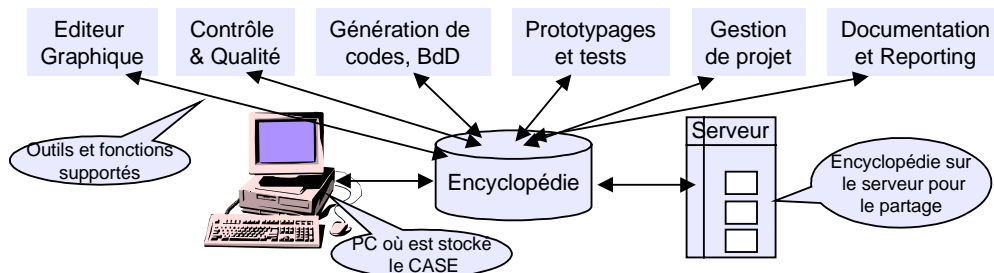 Editeur
Graphique
Contrôle
& Qualité
Génération de
codes, BdD
Prototypages
et tests
Gestion
de projet
Documentation
et Reporting
Outils et fonctions
supportés
Encyclopédie
Serveur
Encyclopédie sur
le serveur pour
le partage
PC où est stocké
le CASE